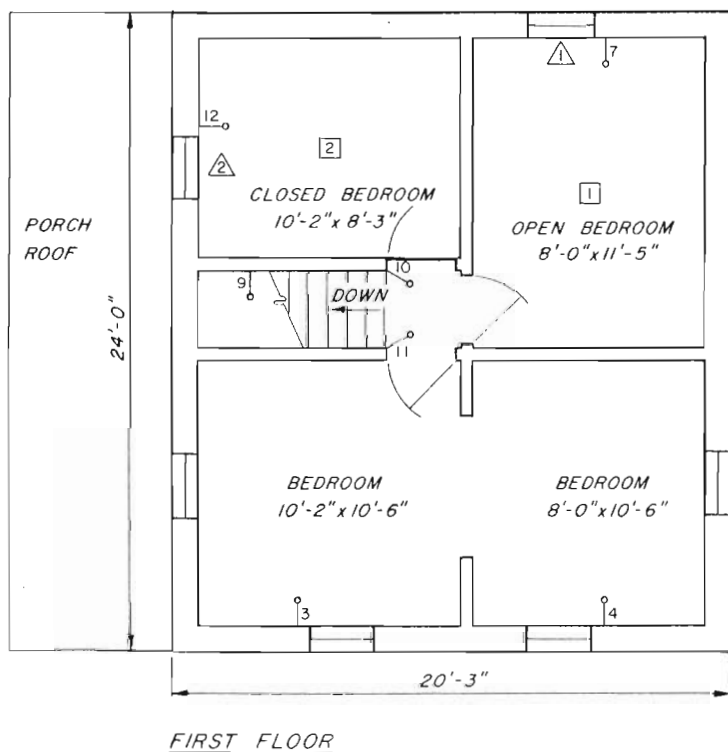 1
7
12
2
2
CLOSED BEDROOM
10'-2" x 8'-3"
1
OPEN BEDROOM
8'-0" x 11'-5"
PORCH
ROOF
24'-0"
9
10
DOWN
11
BEDROOM
10'-2" x 10'-6"
BEDROOM
8'-0" x 10'-6"
3
4
20'-3"
FIRST FLOOR